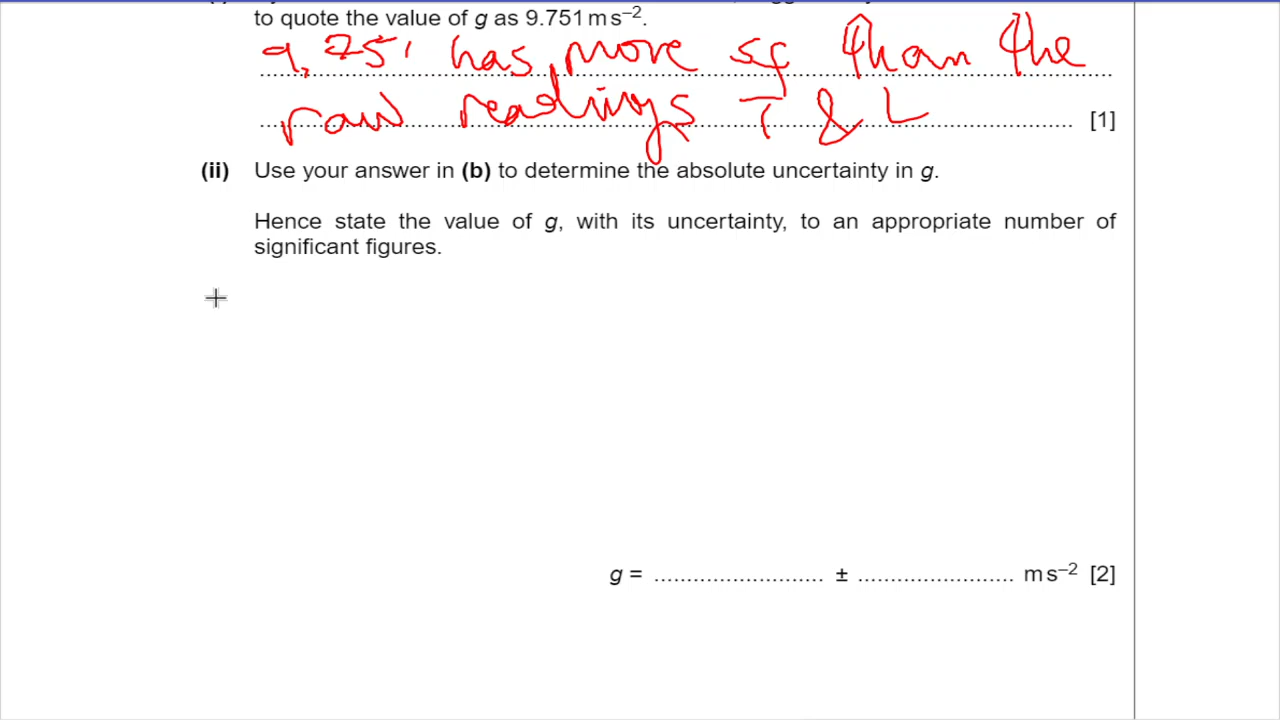 to quote the value of g as 9.751 m s⁻².
9.751 has more sf than the
raw readings T & L
[1]
(ii) Use your answer in (b) to determine the absolute uncertainty in g.
Hence state the value of g, with its uncertainty, to an appropriate number of
significant figures.
g = .......................... ± ........................ m s⁻² [2]